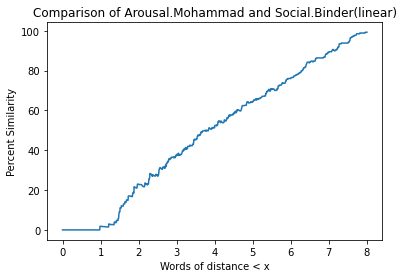 Comparison of Arousal.Mohammad and Social.Binder(linear)
100
80
60
40
20
0
Percent Similarity
0 1 2 3 4 5 6 7 8
Words of distance < x